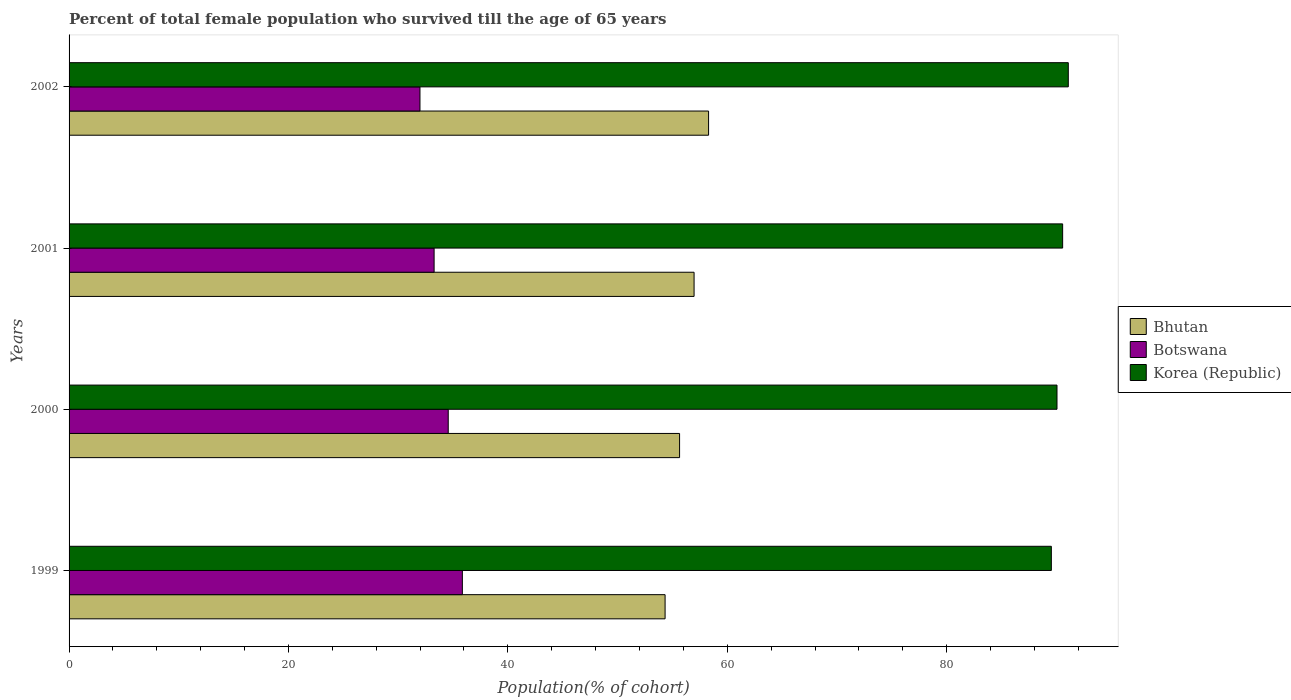 Percent of total female population who survived till the age of 65 years
2002
2001
2000
1999
Years
0
20
40
60
80
Population(% of cohort)
Bhutan
Botswana
Korea (Republic)